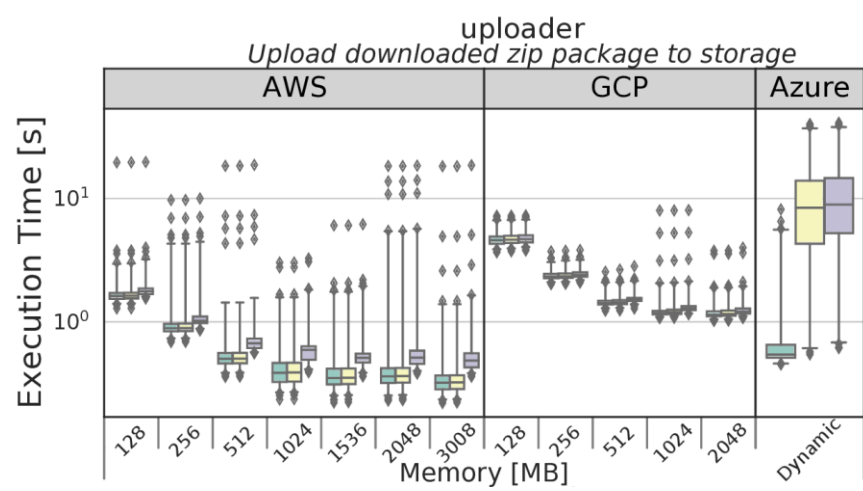 uploader
Upload downloaded zip package to storage
AWS GCP Azure
Execution Time [s]
10¹
10⁰
128 256 512 1024 1536 2048 3008 128 256 512 1024 2048 Dynamic
Memory [MB]